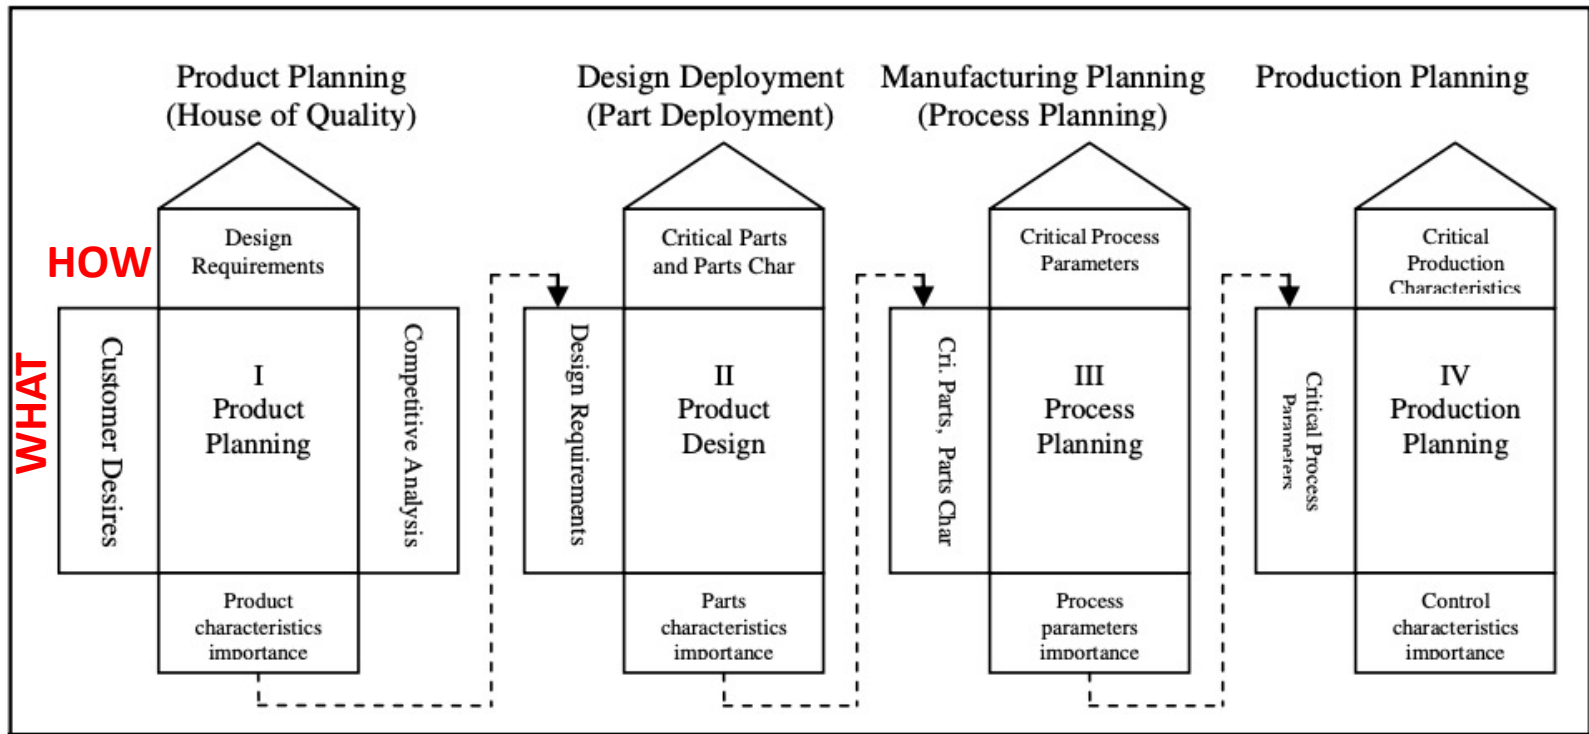 Product Planning
(House of Quality)
Design Deployment
(Part Deployment)
Manufacturing Planning
(Process Planning)
Production Planning
HOW
WHAT
Design
Requirements
Customer Desires
I
Product
Planning
Competitive Analysis
Product
characteristics
importance
Critical Parts
and Parts Char
Design Requirements
II
Product
Design
Parts
characteristics
importance
Critical Process
Parameters
Cri. Parts, Parts Char
III
Process
Planning
Process
parameters
importance
Critical
Production
Characteristics
Critical Process
Parameters
IV
Production
Planning
Control
characteristics
importance